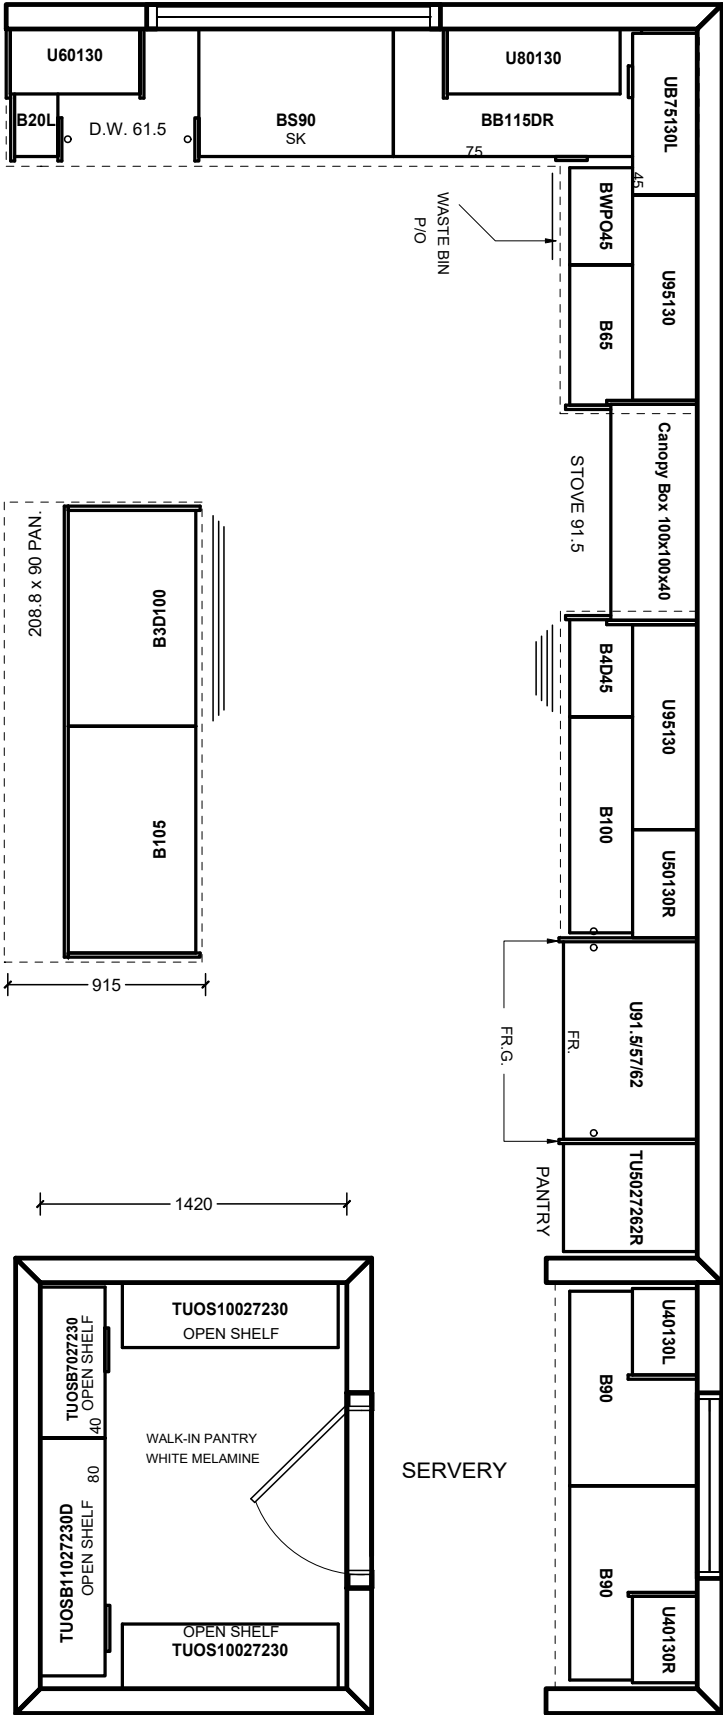 U60130
U80130
UB75130L
B20L
D.W. 61.5
BS90
SK
BB115DR
75
45
BWPO45
U95130
WASTE BIN
P/O
B65
Canopy Box 100x100x40
STOVE 91.5
208.8 x 90 PAN.
B3D100
B4D45
U95130
B105
B100
U50130R
915
FR.G.
FR.
U91.5/57/62
1420
PANTRY
TU5027262R
TUOS10027230
OPEN SHELF
TUOSB7027230
OPEN SHELF
40
U40130L
B90
WALK-IN PANTRY
WHITE MELAMINE
SERVERY
80
TUOSB11027230D
OPEN SHELF
B90
U40130R
OPEN SHELF
TUOS10027230